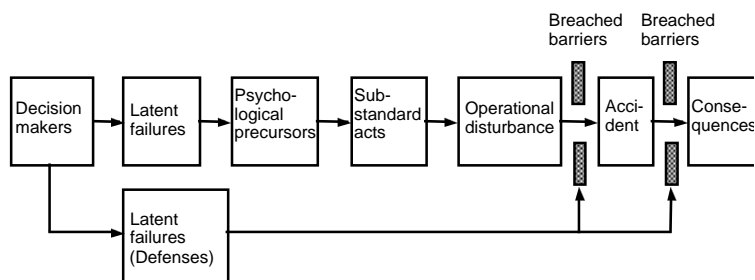 Breached
barriers
Breached
barriers
Decision
makers
Latent
failures
Psycho-
logical
precursors
Sub-
standard
acts
Operational
disturbance
Acci-
dent
Conse-
quences
Latent
failures
(Defenses)